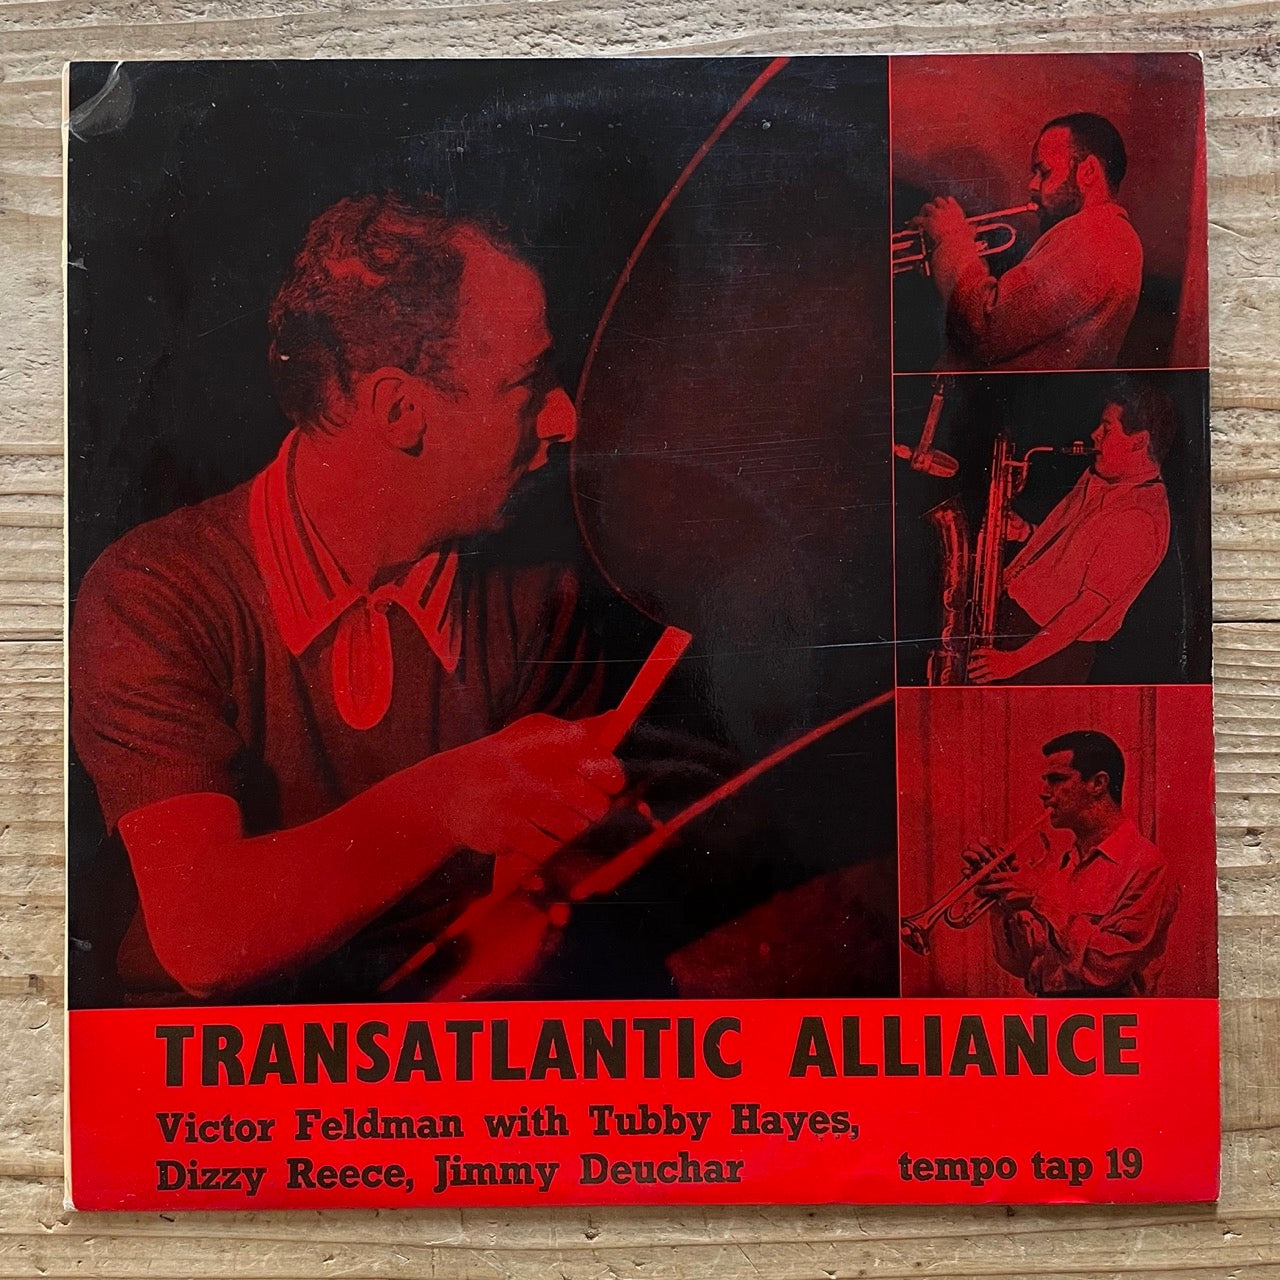 TRANSATLANTIC ALLIANCE
Victor Feldman with Tubby Hayes,
Dizzy Reece, Jimmy Deuchar
tempo tap 19